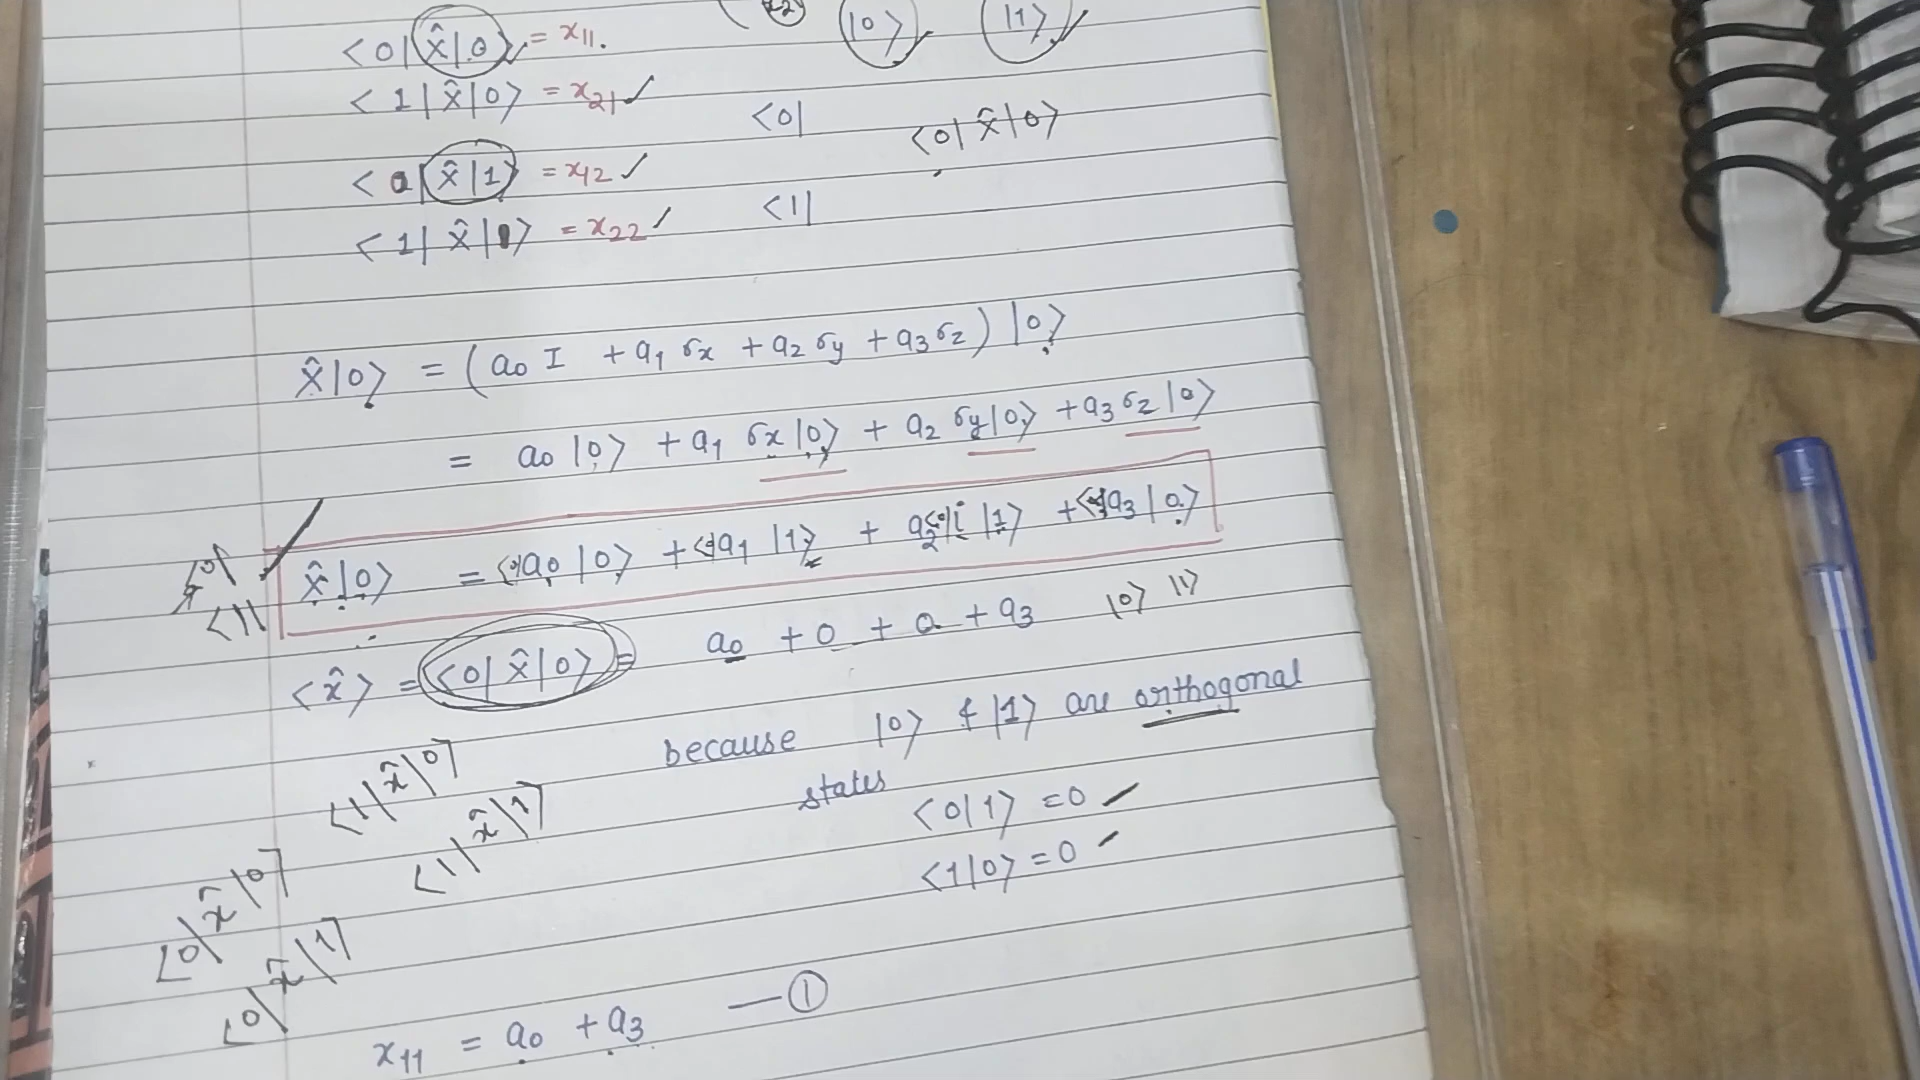 <0|x̂|0> = x11.
|0> |1>
<1|x̂|0> = x21 ✓
<0| <0|x̂|0>
<0|x̂|1> = x12 ✓
<1|
<1|x̂|1> = x22 ✓
x̂|0> = (a0 I + a1 σx + a2 σy + a3 σz) |0>
= a0 |0> + a1 σx |0> + a2 σy |0> + a3 σz |0>
<0|
<1|
x̂|0> = <0|a0 |0> + <0|a1 |1> + a2 <0|i |1> + <0|a3 |0>
|0> |1>
<x̂> = <0|x̂|0> = a0 + 0 + 0 + a3
because |0> & |1> are orthogonal
states
<0|1> = 0 ✓
<1|0> = 0 ✓
<1|x̂|0>
<1|x̂|1>
<0|x̂|0>
<0|x̂|1>
x11 = a0 + a3 — ①